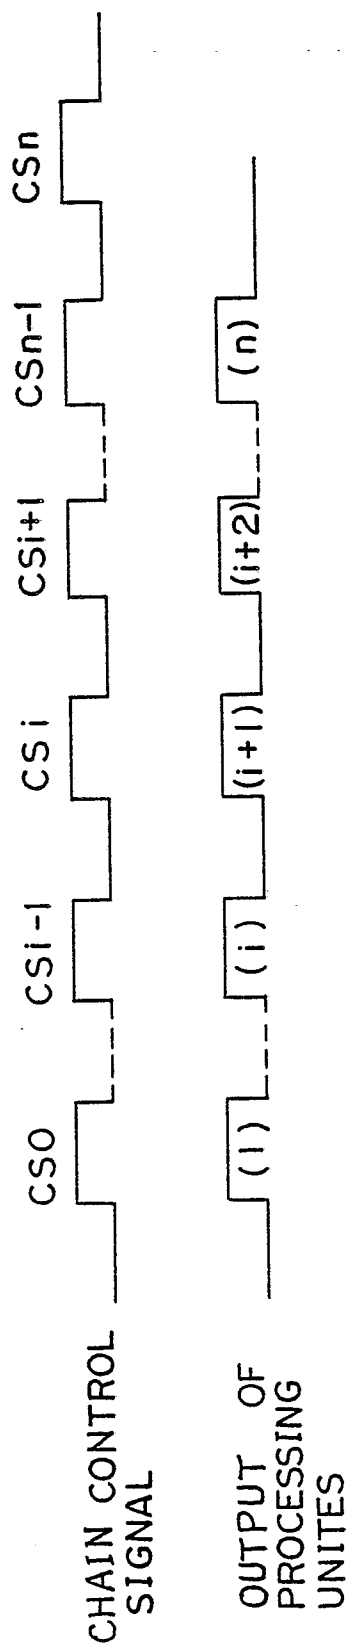 CHAIN CONTROL
SIGNAL
CS0 CSi-1 CSi CSi+1 CSn-1 CSn
OUTPUT OF
PROCESSING
UNITES
(1) (i) (i+1) (i+2) (n)